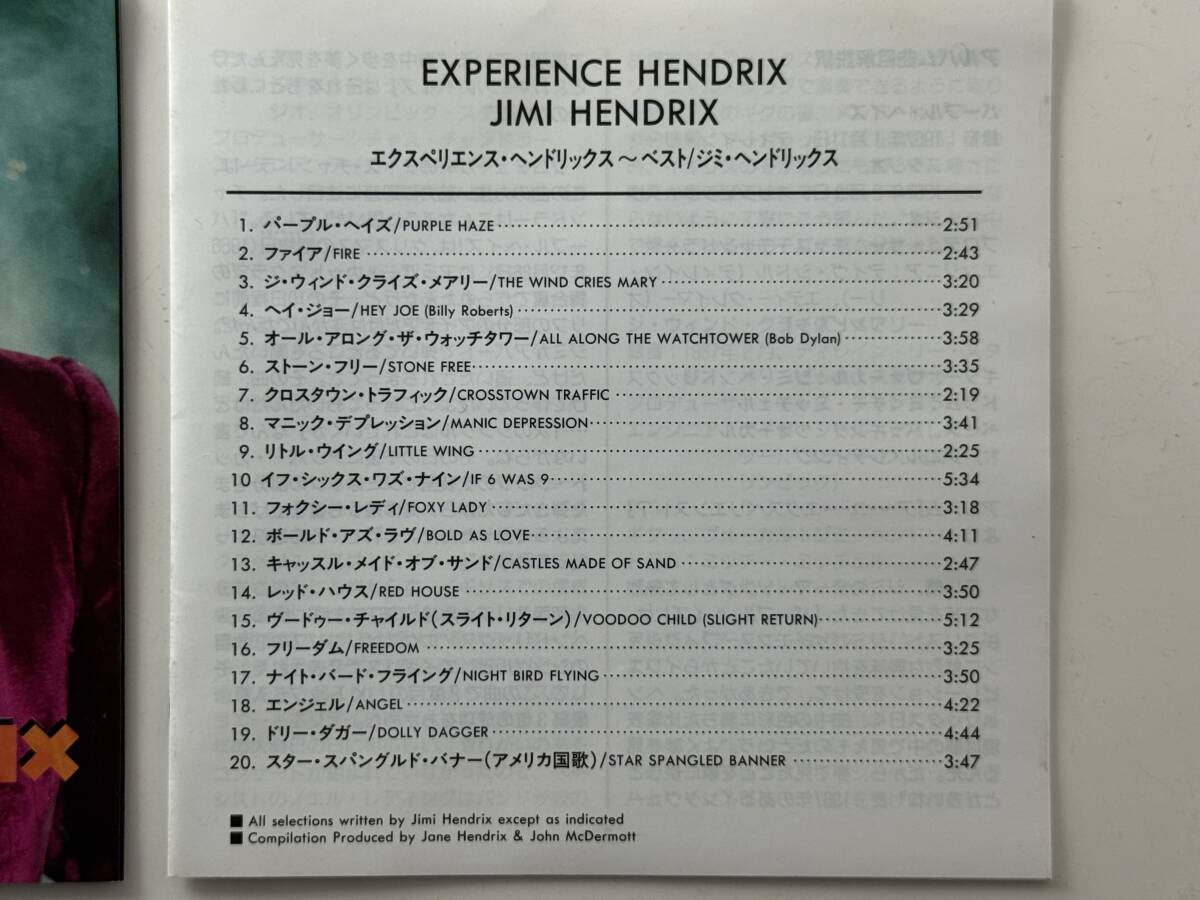 EXPERIENCE HENDRIX
JIMI HENDRIX
エクスペリエンス・ヘンドリックス〜ベスト/ジミ・ヘンドリックス
1. パープル・ヘイズ/PURPLE HAZE 2:51
2. ファイア/FIRE 2:43
3. ジ・ウィンド・クライズ・メアリー/THE WIND CRIES MARY 3:20
4. ヘイ・ジョー/HEY JOE (Billy Roberts) 3:29
5. オール・アロング・ザ・ウォッチタワー/ALL ALONG THE WATCHTOWER (Bob Dylan) 3:58
6. ストーン・フリー/STONE FREE 3:35
7. クロスタウン・トラフィック/CROSSTOWN TRAFFIC 2:19
8. マニック・デプレッション/MANIC DEPRESSION 3:41
9. リトル・ウイング/LITTLE WING 2:25
10 イフ・シックス・ワズ・ナイン/IF 6 WAS 9 5:34
11. フォクシー・レディ/FOXY LADY 3:18
12. ボールド・アズ・ラヴ/BOLD AS LOVE 4:11
13. キャッスル・メイド・オブ・サンド/CASTLES MADE OF SAND 2:47
14. レッド・ハウス/RED HOUSE 3:50
15. ヴードゥー・チャイルド(スライト・リターン)/VOODOO CHILD (SLIGHT RETURN) 5:12
16. フリーダム/FREEDOM 3:25
17. ナイト・バード・フライング/NIGHT BIRD FLYING 3:50
18. エンジェル/ANGEL 4:22
19. ドリー・ダガー/DOLLY DAGGER 4:44
20. スター・スパングルド・バナー(アメリカ国歌)/STAR SPANGLED BANNER 3:47
■ All selections written by Jimi Hendrix except as indicated
■ Compilation Produced by Jane Hendrix & John McDermott
ix